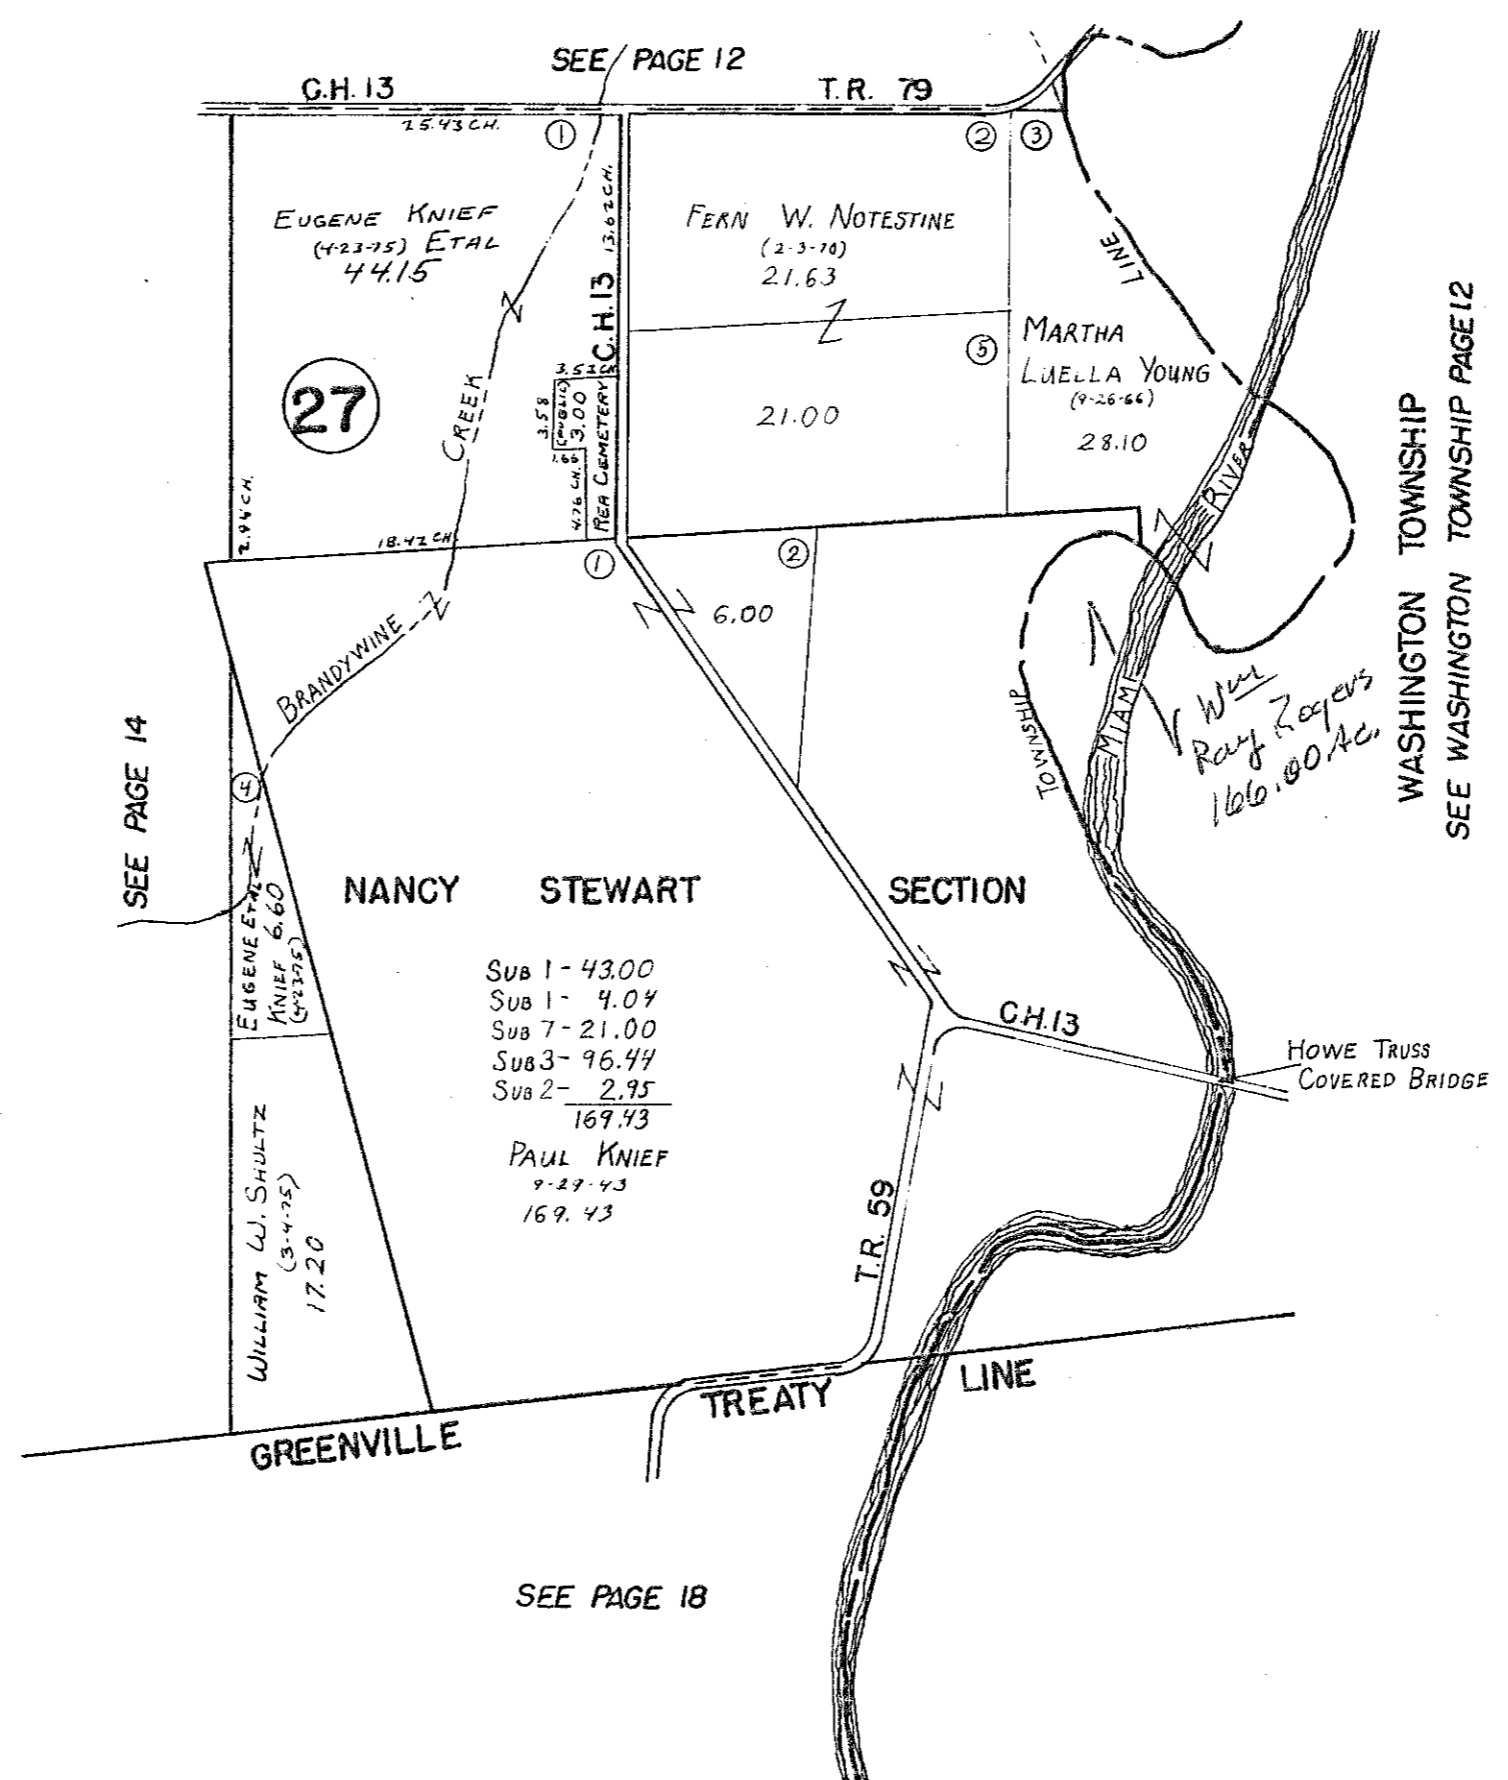 SEE PAGE 12
C.H. 13
T.R. 79
25.43 CH.
1
2
3
EUGENE KNIEF
(4-23-75) ETAL
44.15
13.62 CH.
C.H. 13
FERN W. NOTESTINE
(2-3-70)
21.63
LINE
27
CREEK
3.52 CH.
3.58
(PUBLIC)
3.00
1.66
4.76 CH.
REA CEMETERY
5
21.00
MARTHA
LUELLA YOUNG
(9-26-66)
28.10
RIVER
WASHINGTON TOWNSHIP
SEE WASHINGTON TOWNSHIP PAGE 12
2.94 CH.
18.42 CH.
1
2
6.00
BRANDYWINE
TOWNSHIP
MIAMI
Wm
Ray Rogers
166.00 Ac.
SEE PAGE 14
4
EUGENE ETAL
KNIEF 6.60
(4-23-75)
NANCY STEWART SECTION
SUB 1 - 43.00
SUB 1 - 4.04
SUB 7 - 21.00
SUB 3 - 96.44
SUB 2 - 2.95
169.43
PAUL KNIEF
9-29-43
169.43
C.H. 13
HOWE TRUSS
COVERED BRIDGE
WILLIAM W. SHULTZ
(3-4-75)
17.20
T.R. 59
GREENVILLE TREATY LINE
SEE PAGE 18